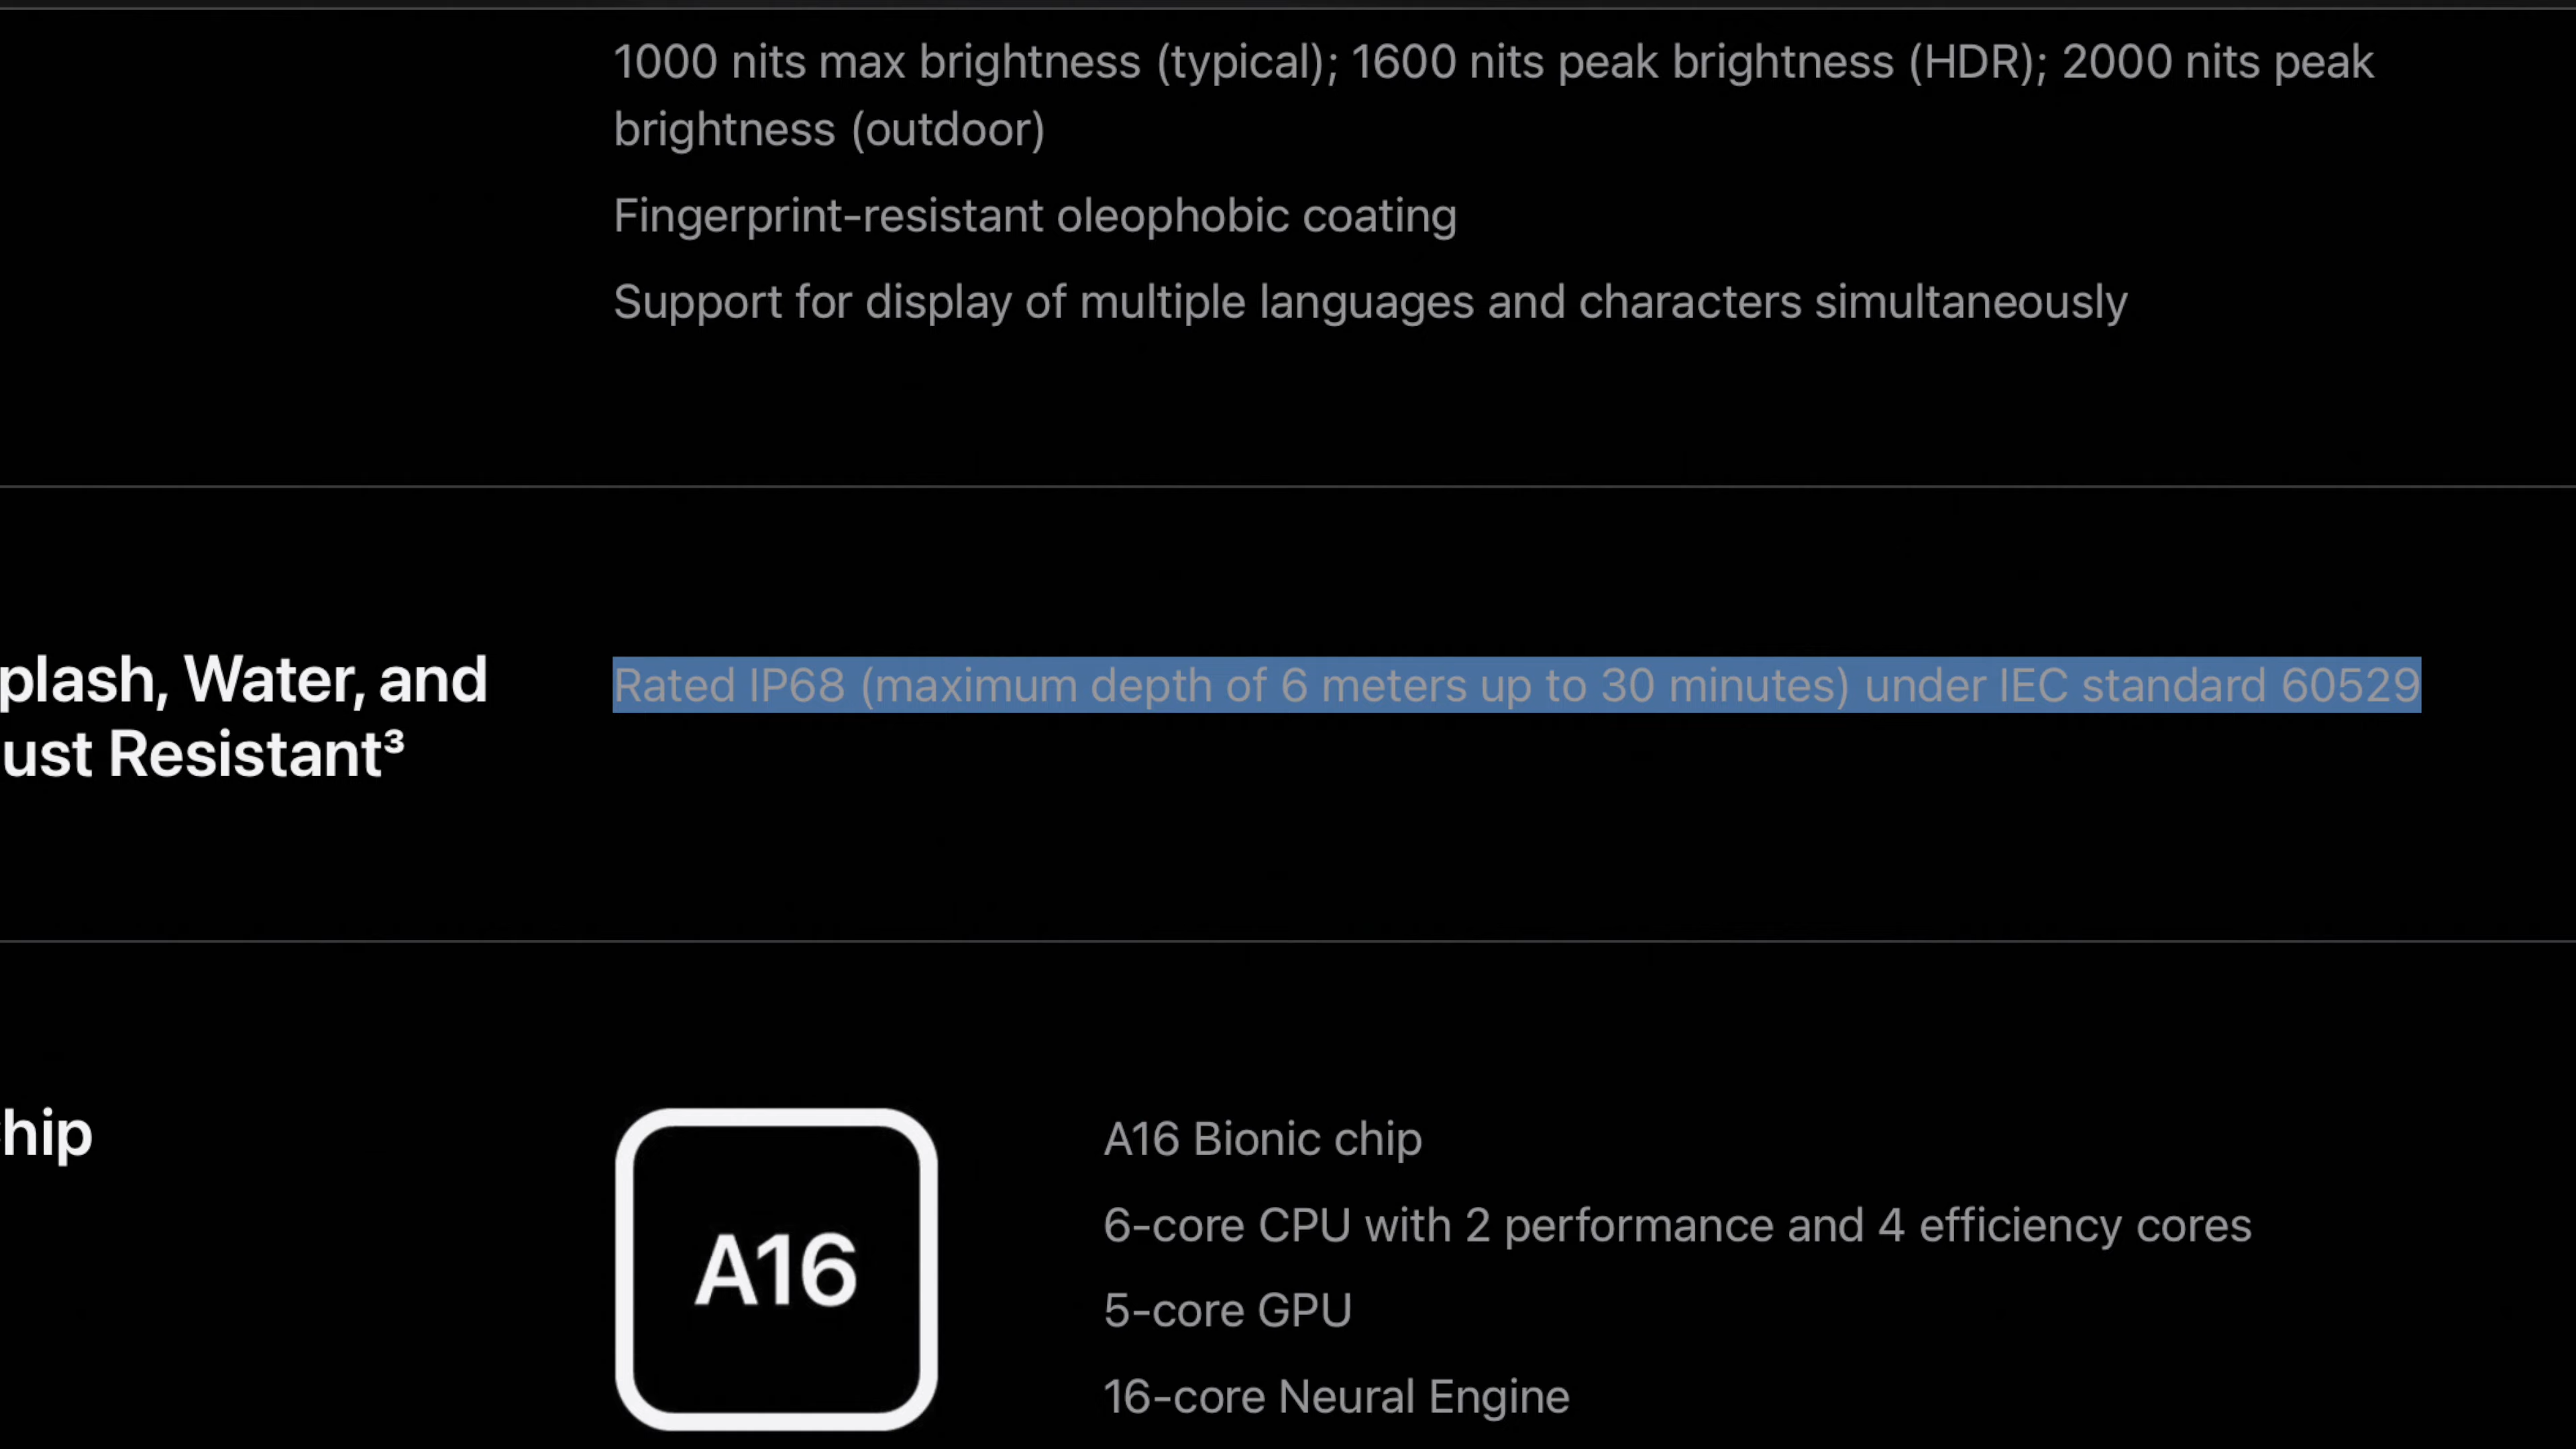 1000 nits max brightness (typical); 1600 nits peak brightness (HDR); 2000 nits peak
brightness (outdoor)
Fingerprint-resistant oleophobic coating
Support for display of multiple languages and characters simultaneously
plash, Water, and
ust Resistant³
Rated IP68 (maximum depth of 6 meters up to 30 minutes) under IEC standard 60529
hip
A16
A16 Bionic chip
6-core CPU with 2 performance and 4 efficiency cores
5-core GPU
16-core Neural Engine